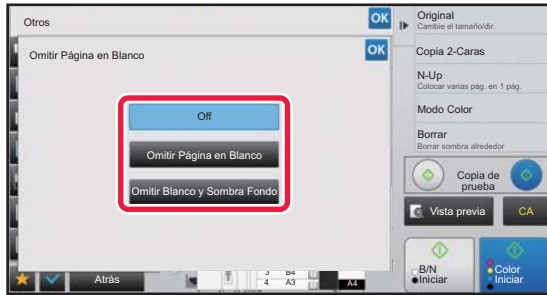 Otros
OK
Omitir Página en Blanco
OK
Off
Omitir Página en Blanco
Omitir Blanco y Sombra Fondo
Atrás
3 B4
4 A3
A4
Original
Cambie el tamaño/dir.
Copia 2-Caras
N-Up
Colocar varias pág. en 1 pág.
Modo Color
Borrar
Borrar sombra alrededor
Copia de
prueba
Vista previa
CA
B/N
Iniciar
Color
Iniciar